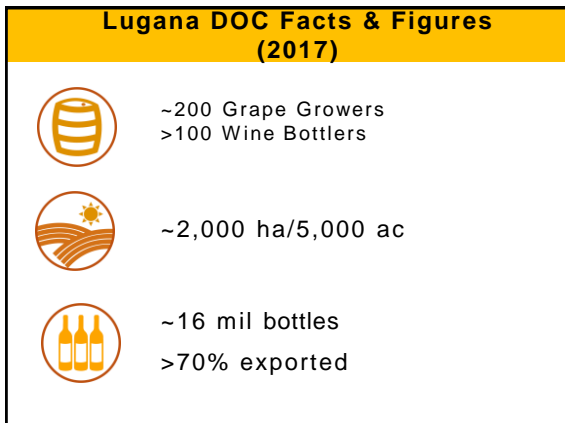 Lugana DOC Facts & Figures
(2017)
~200 Grape Growers
>100 Wine Bottlers
~2,000 ha/5,000 ac
~16 mil bottles
>70% exported